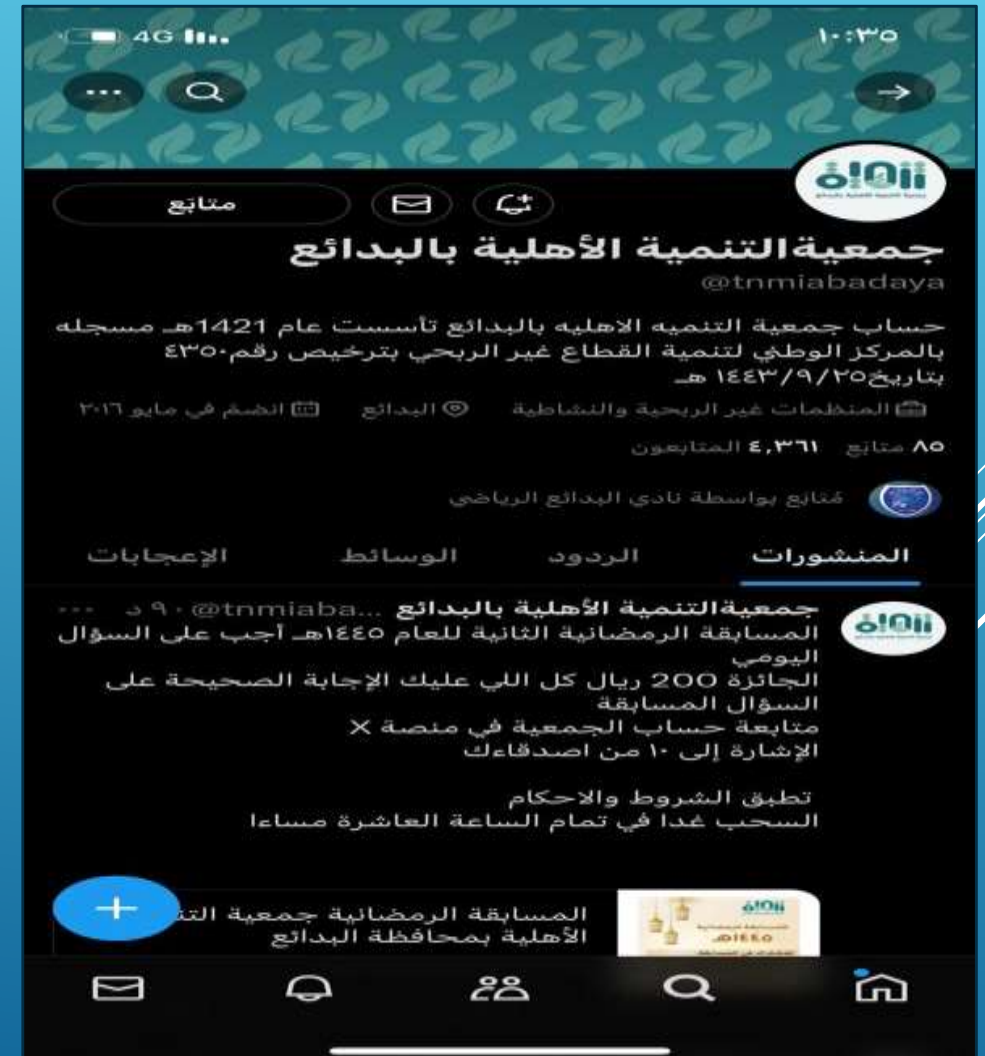 4G ١٠:٣٥
متابَع
جمعيةالتنمية الأهلية بالبدائع
@tnmiabadaya
حساب جمعية التنميه الاهليه بالبدائع تأسست عام 1421هـ مسجله
بالمركز الوطني لتنمية القطاع غير الربحي بترخيص رقم٤٣٥٠
بتاريخ١٤٤٣/٩/٢٥ هـ
المنظمات غير الربحية والنشاطية البدائع انضم في مايو ٢٠١٦
٨٥ متابَع ٤,٣٦١ المتابعون
مُتابَع بواسطة نادي البدائع الرياضي
المنشورات الردود الوسائط الإعجابات
جمعيةالتنمية الأهلية بالبدائع @tnmiaba... · ٩٠ د
المسابقة الرمضانية الثانية للعام ١٤٤٥هـ أجب على السؤال
اليومي
الجائزة 200 ريال كل اللي عليك الإجابة الصحيحة على
السؤال المسابقة
متابعة حساب الجمعية في منصة X
الإشارة إلى ١٠ من اصدقاءك
تطبق الشروط والاحكام
السحب غدا في تمام الساعة العاشرة مساءا
المسابقة الرمضانية جمعية التن
الأهلية بمحافظة البدائع